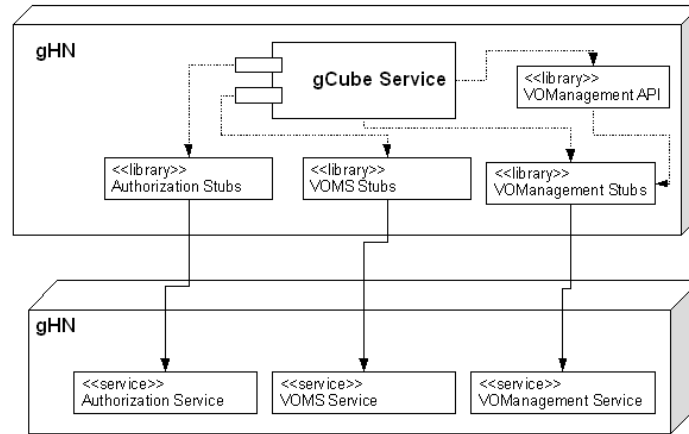 gHN
gCube Service
<<library>>
VOManagement API
<<library>>
Authorization Stubs
<<library>>
VOMS Stubs
<<library>>
VOManagement Stubs
gHN
<<service>>
Authorization Service
<<service>>
VOMS Service
<<service>>
VOManagement Service